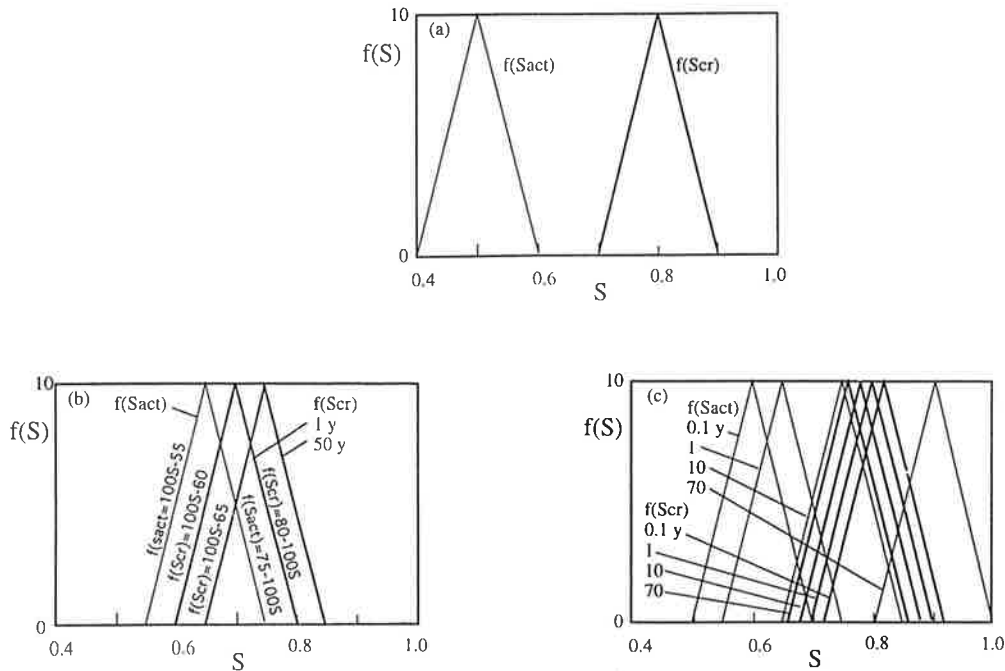 10
(a)
f(S)
f(Sact)
f(Scr)
0
0.4
0.6
0.8
1.0
S
10
(b)
f(Sact)
f(Scr)
1 y
50 y
f(S)
f(sact=100S-55
f(Scr)=100S-60
f(Scr)=100S-65
f(Sact)=75-100S
f(Scr)=80-100S
0
0.4
0.6
0.8
1.0
S
10
(c)
f(Sact)
0.1 y
1
10
70
f(S)
f(Scr)
0.1 y
1
10
70
0
0.4
0.6
0.8
1.0
S